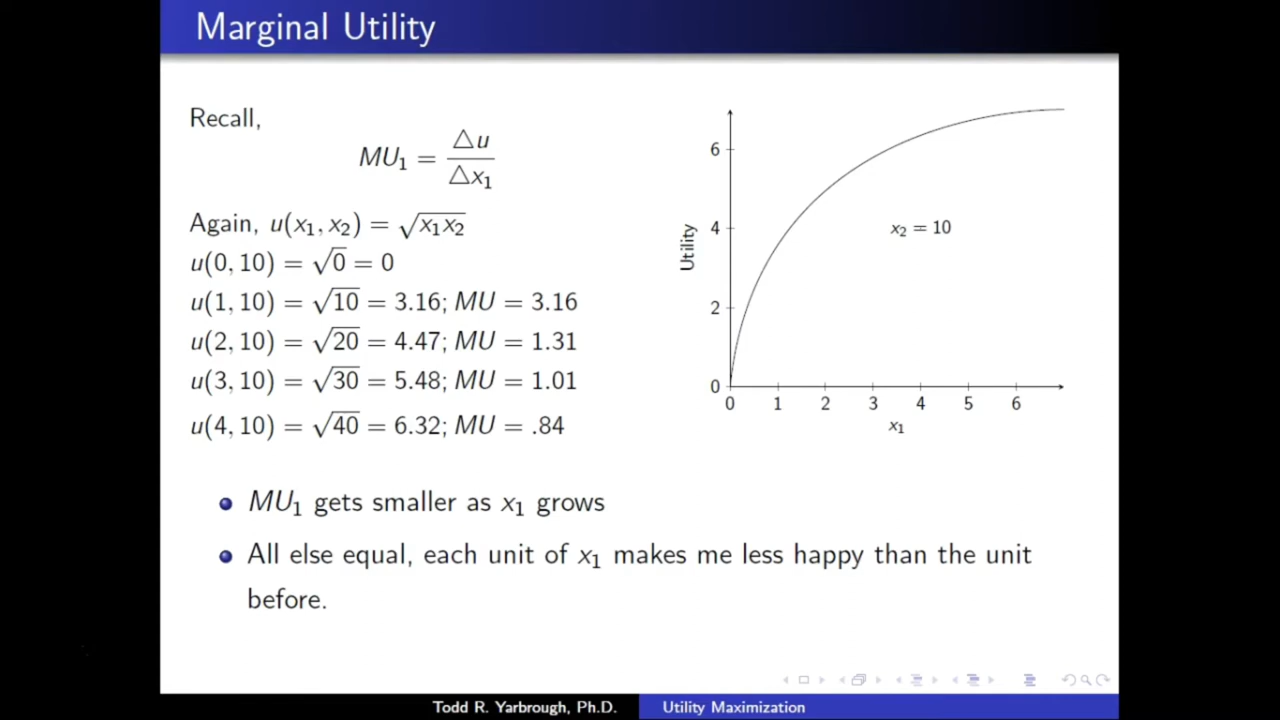 Marginal Utility
Recall,
MU₁ = △u / △x₁
Again, u(x₁, x₂) = √x₁x₂
u(0, 10) = √0 = 0
u(1, 10) = √10 = 3.16; MU = 3.16
u(2, 10) = √20 = 4.47; MU = 1.31
u(3, 10) = √30 = 5.48; MU = 1.01
u(4, 10) = √40 = 6.32; MU = .84
Utility
6
4
2
0
x₂ = 10
0 1 2 3 4 5 6
x₁
MU₁ gets smaller as x₁ grows
All else equal, each unit of x₁ makes me less happy than the unit
before.
Todd R. Yarbrough, Ph.D. Utility Maximization